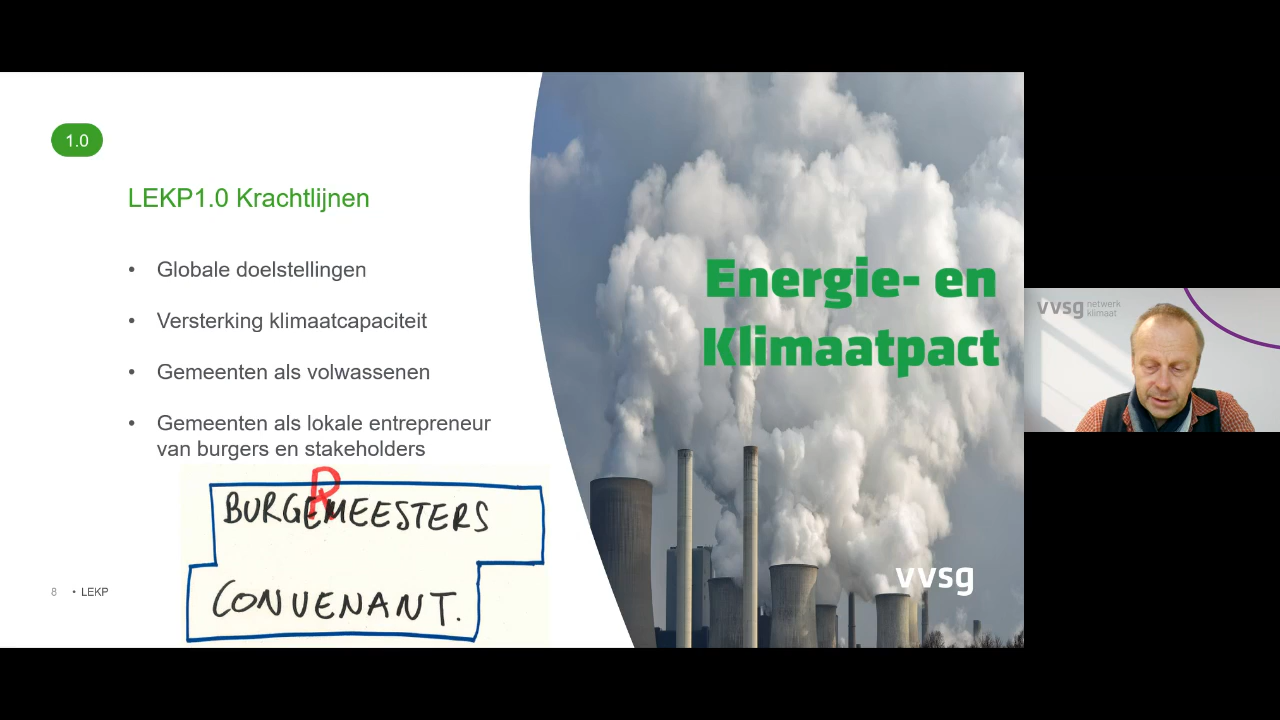 1.0
LEKP1.0 Krachtlijnen
• Globale doelstellingen
• Versterking klimaatcapaciteit
• Gemeenten als volwassenen
• Gemeenten als lokale entrepreneur
van burgers en stakeholders
R
BURGEMEESTERS
CONVENANT.
8 • LEKP
Energie- en
Klimaatpact
vvsg
vvsg netwerk
klimaat